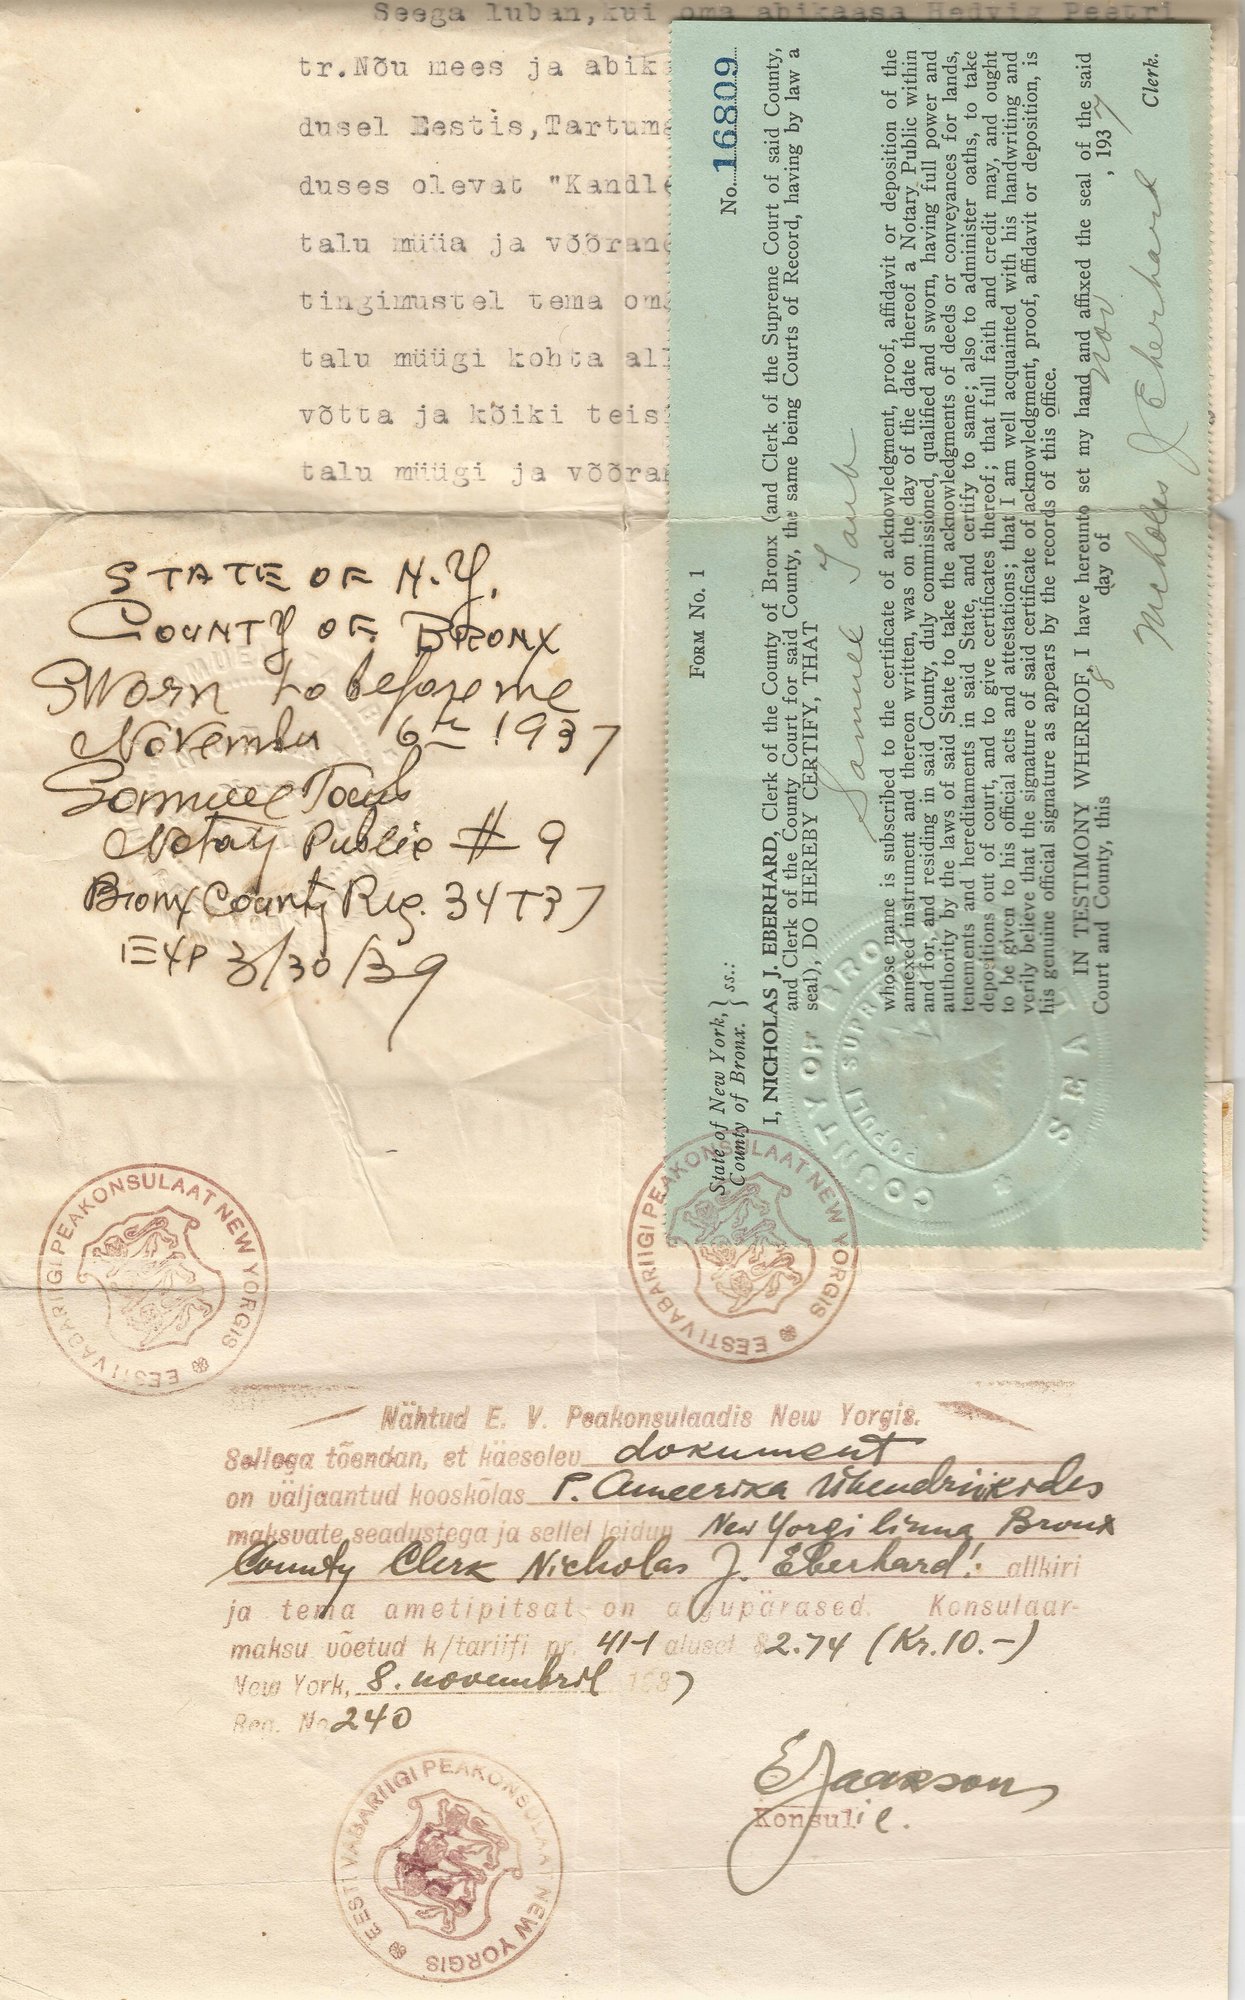 Seega luban, kui oma abikaasa Hedvig Peetri
tr. Nõu mees ja abik
dusel Eestis, Tartuma
duses olevat "Kandle
talu müüa ja võõran
tingimustel tema oma
talu müügi kohta all
võtta ja kõiki teisi
talu müügi ja võõran
STATE OF N.Y.
COUNTY OF BRONX
Sworn to before me
November 6th 1937
Samuel Taub
Notary Public # 9
Bronx County Reg. 34T37
EXP 3/30/39
FORM No. 1
No. 16809
State of New York,
County of Bronx. } ss.:
I, NICHOLAS J. EBERHARD, Clerk of the County of Bronx (and Clerk of the Supreme Court of said County,
and Clerk of the County Court for said County, the same being Courts of Record, having by law a
seal), DO HEREBY CERTIFY, THAT
Samuel Taub
whose name is subscribed to the certificate of acknowledgment, proof, affidavit or deposition of the
annexed instrument and thereon written, was on the day of the date thereof a Notary Public within
and for, and residing in said County, duly commissioned, qualified and sworn, having full power and
authority by the laws of said State to take the acknowledgments of deeds or conveyances for lands,
tenements and hereditaments in said State, and certify to same; also to administer oaths, to take
depositions out of court, and to give certificates thereof; that full faith and credit may, and ought
to be given to his official acts and attestations; that I am well acquainted with his handwriting and
verily believe that the signature of said certificate of acknowledgment, proof, affidavit or deposition, is
his genuine official signature as appears by the records of this office.
IN TESTIMONY WHEREOF, I have hereunto set my hand and affixed the seal of the said
Court and County, this 8 day of Nov , 1937
Nicholas J Eberhard Clerk.
COUNTY OF BRO
POPULI SUPR
SEAL
EESTI VABARIIGI PEAKONSULAAT NEW YORGIS
EESTI VABARIIGI PEAKONSULAAT NEW YORGIS
Nähtud E. V. Peakonsulaadis New Yorgis.
Sellega tõendan, et käesolev dokument
on väljaantud kooskõlas P. Ameerika Ühendriikides
maksvate seadustega ja sellel leidun New Yorgi linna Bronx
County Clerk Nicholas J. Eberhard'i allkiri
ja tema ametipitsat on algupärased. Konsulaar-
maksu võetud k/tariifi nr. 41-1 alusel $2.74 (Kr. 10.-)
New York, 8. novembril 1937
Reg. No 240
E Jaakson
Konsul
EESTI VABARIIGI PEAKONSULAAT NEW YORGIS